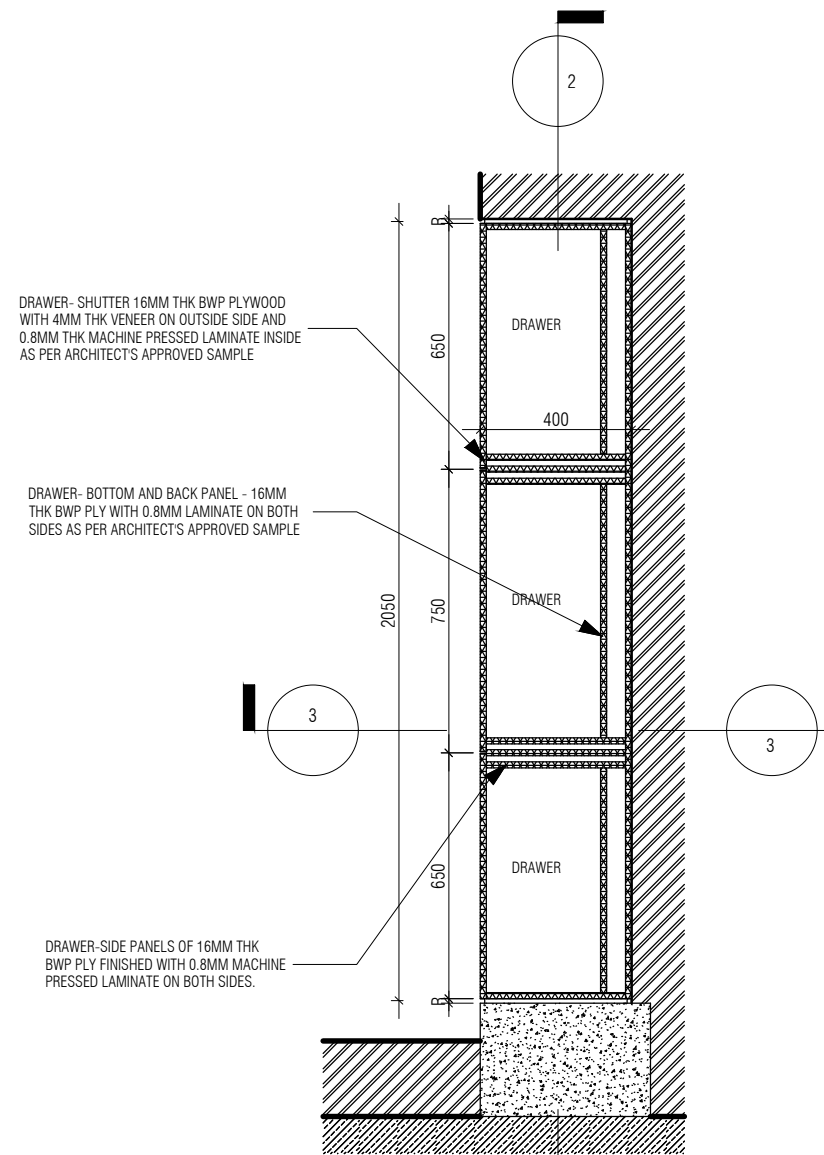 2
DRAWER- SHUTTER 16MM THK BWP PLYWOOD
WITH 4MM THK VENEER ON OUTSIDE SIDE AND
0.8MM THK MACHINE PRESSED LAMINATE INSIDE
AS PER ARCHITECT'S APPROVED SAMPLE
DRAWER
650
400
DRAWER- BOTTOM AND BACK PANEL - 16MM
THK BWP PLY WITH 0.8MM LAMINATE ON BOTH
SIDES AS PER ARCHITECT'S APPROVED SAMPLE
DRAWER
2050
750
3
3
DRAWER
650
DRAWER-SIDE PANELS OF 16MM THK
BWP PLY FINISHED WITH 0.8MM MACHINE
PRESSED LAMINATE ON BOTH SIDES.